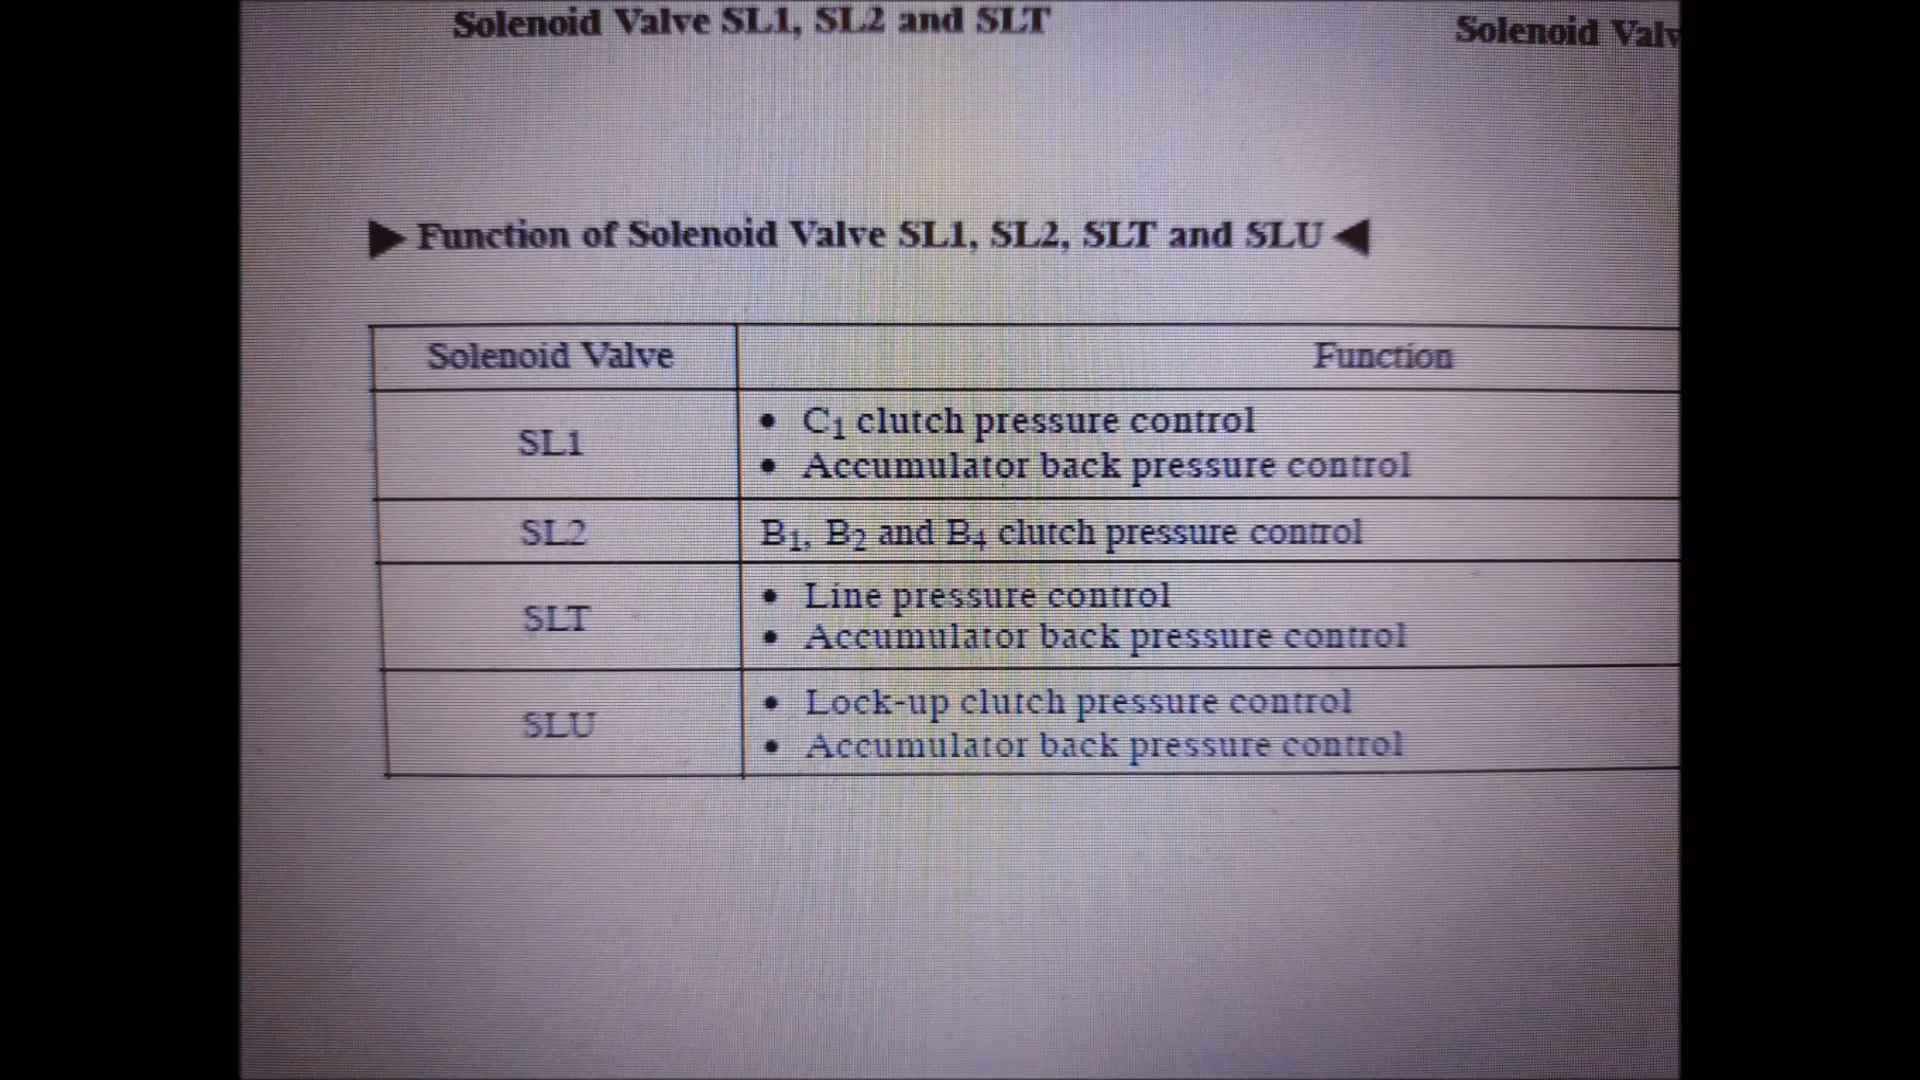 Solenoid Valve SL1, SL2 and SLT
Solenoid
▶Function of Solenoid Valve SL1, SL2, SLT and SLU◀
Solenoid Valve
Function
SL1
• C₁ clutch pressure control
• Accumulator back pressure control
SL2
B₁, B₂ and B₄ clutch pressure control
SLT
• Line pressure control
• Accumulator back pressure control
SLU
• Lock-up clutch pressure control
• Accumulator back pressure control